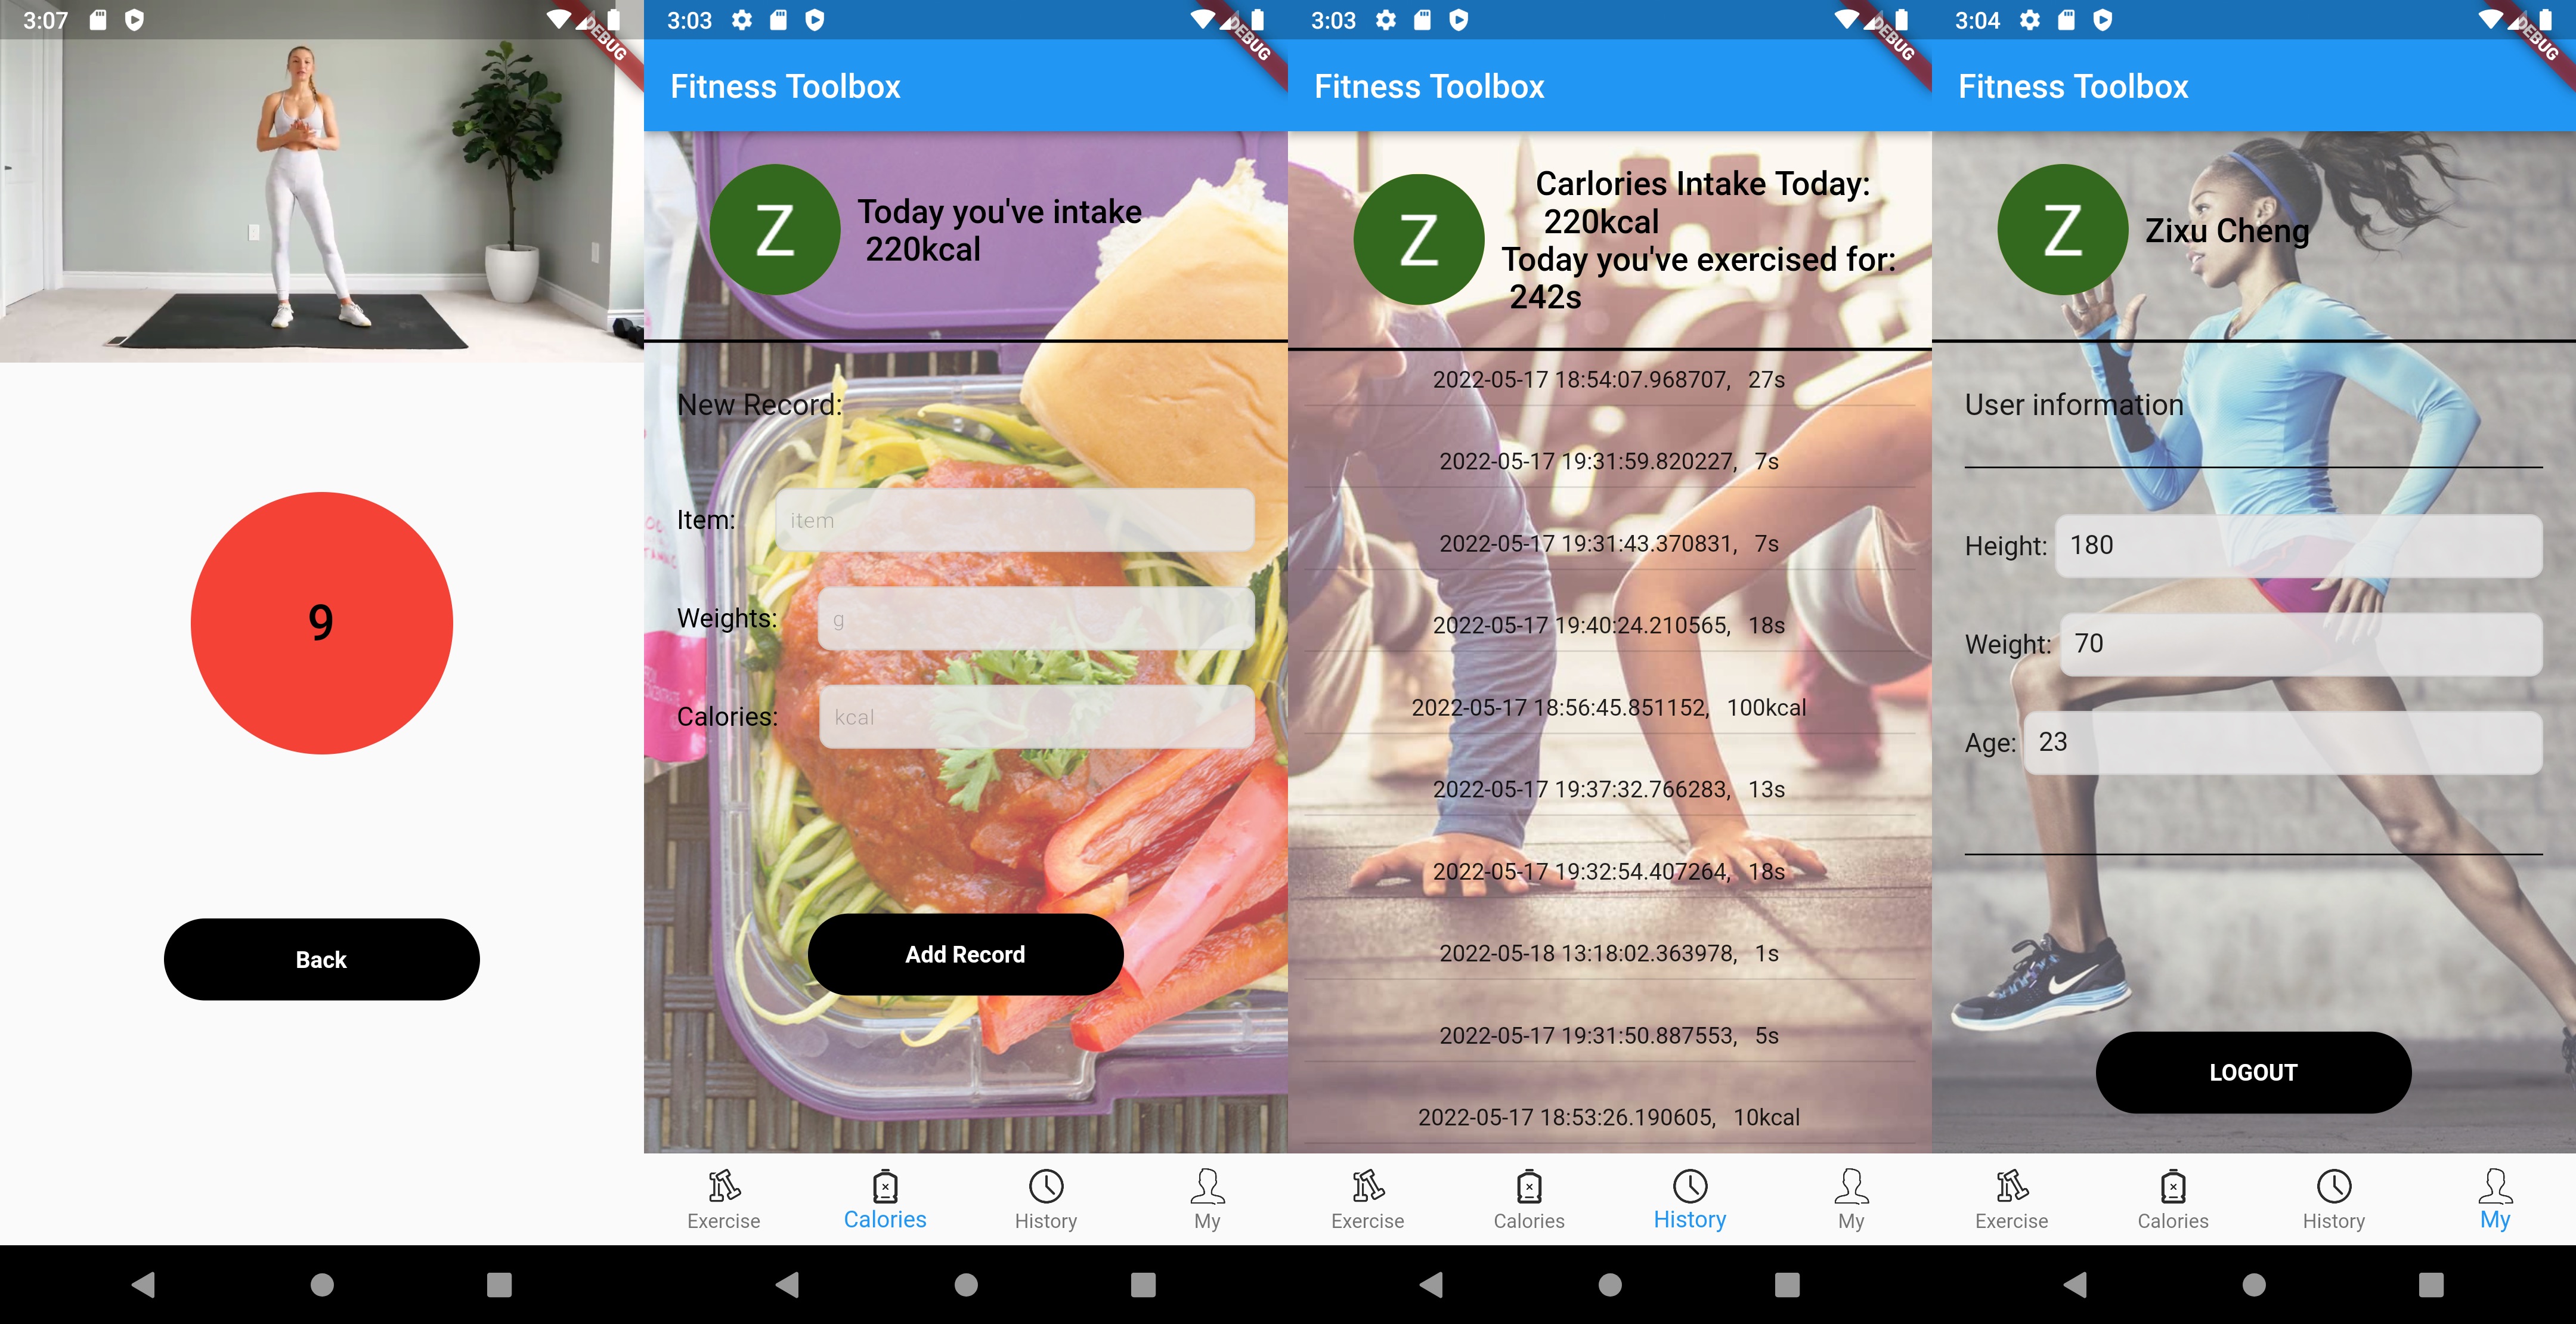 3:07
DEBUG
9
Back
3:03
DEBUG
Fitness Toolbox
Z
Today you've intake
220kcal
New Record:
Item: item
Weights: g
Calories: kcal
Add Record
Exercise Calories History My
3:03
DEBUG
Fitness Toolbox
Z
Carlories Intake Today:
220kcal
Today you've exercised for:
242s
2022-05-17 18:54:07.968707, 27s
2022-05-17 19:31:59.820227, 7s
2022-05-17 19:31:43.370831, 7s
2022-05-17 19:40:24.210565, 18s
2022-05-17 18:56:45.851152, 100kcal
2022-05-17 19:37:32.766283, 13s
2022-05-17 19:32:54.407264, 18s
2022-05-18 13:18:02.363978, 1s
2022-05-17 19:31:50.887553, 5s
2022-05-17 18:53:26.190605, 10kcal
Exercise Calories History My
3:04
DEBUG
Fitness Toolbox
Z
Zixu Cheng
User information
Height: 180
Weight: 70
Age: 23
LOGOUT
Exercise Calories History My